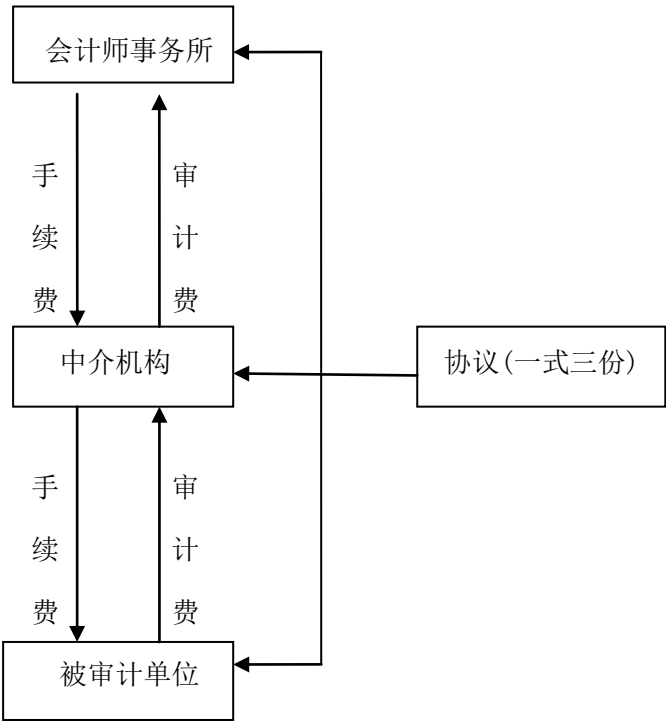 会计师事务所
手续费
审计费
中介机构
协议(一式三份)
手续费
审计费
被审计单位